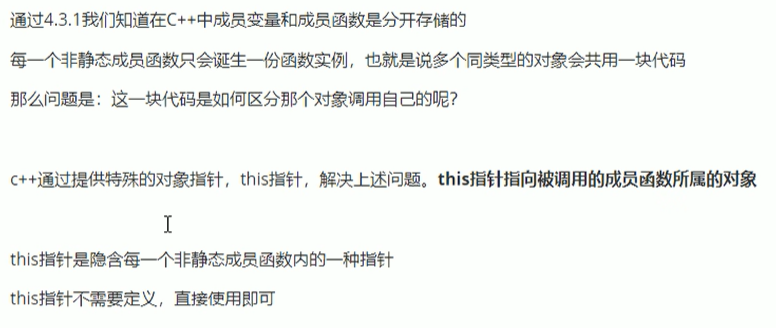 通过4.3.1我们知道在C++中成员变量和成员函数是分开存储的
每一个非静态成员函数只会诞生一份函数实例，也就是说多个同类型的对象会共用一块代码
那么问题是：这一块代码是如何区分那个对象调用自己的呢？
c++通过提供特殊的对象指针，this指针，解决上述问题。this指针指向被调用的成员函数所属的对象
this指针是隐含每一个非静态成员函数内的一种指针
this指针不需要定义，直接使用即可